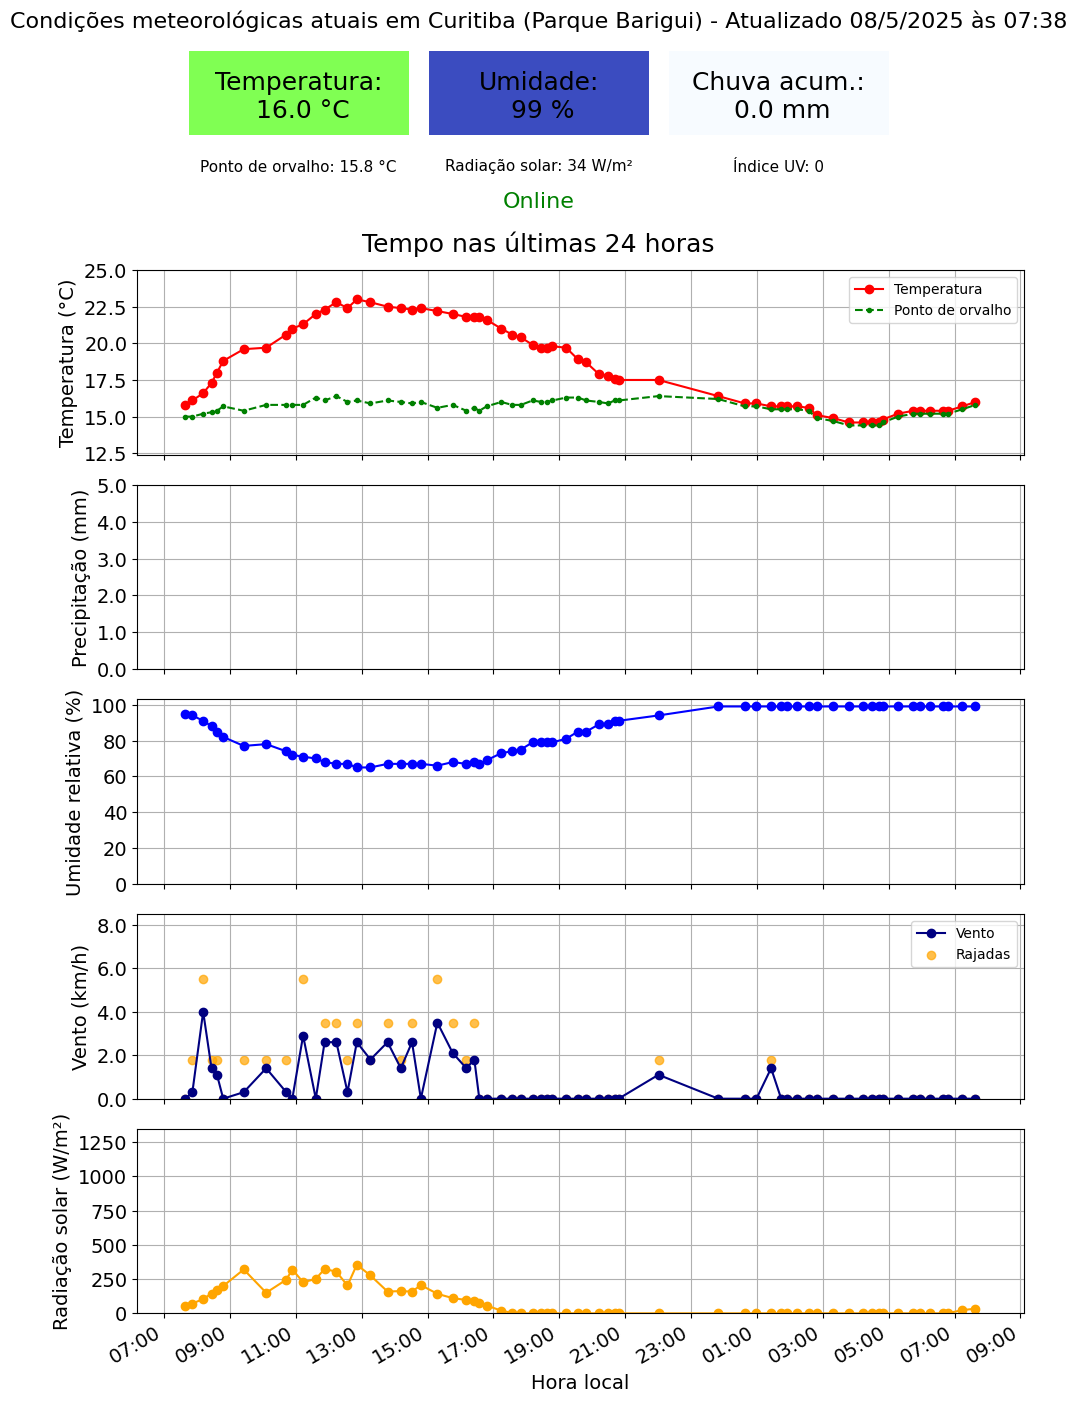 Condições meteorológicas atuais em Curitiba (Parque Barigui) - Atualizado 08/5/2025 às 07:38
Temperatura:
16.0 °C
Umidade:
99 %
Chuva acum.:
0.0 mm
Ponto de orvalho: 15.8 °C
Radiação solar: 34 W/m²
Índice UV: 0
Online
Tempo nas últimas 24 horas
Temperatura (°C)
25.0
22.5
20.0
17.5
15.0
12.5
Temperatura
Ponto de orvalho
Precipitação (mm)
5.0
4.0
3.0
2.0
1.0
0.0
Umidade relativa (%)
100
80
60
40
20
0
Vento (km/h)
8.0
6.0
4.0
2.0
0.0
Vento
Rajadas
Radiação solar (W/m²)
1250
1000
750
500
250
0
07:00
09:00
11:00
13:00
15:00
17:00
19:00
21:00
23:00
01:00
03:00
05:00
07:00
09:00
Hora local